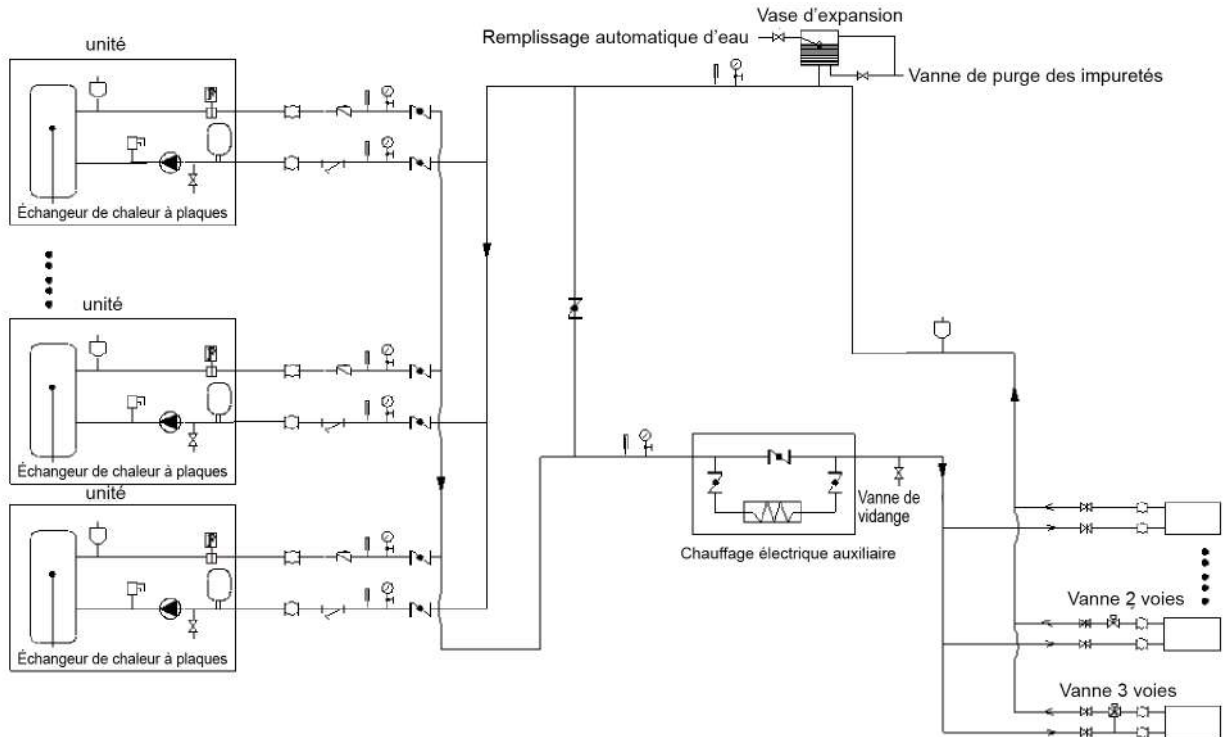 Vase d'expansion
Remplissage automatique d'eau
Vanne de purge des impuretés
unité
F
Échangeur de chaleur à plaques
unité
F
Échangeur de chaleur à plaques
unité
F
Échangeur de chaleur à plaques
Vanne de
vidange
Chauffage électrique auxiliaire
Vanne 2 voies
Vanne 3 voies